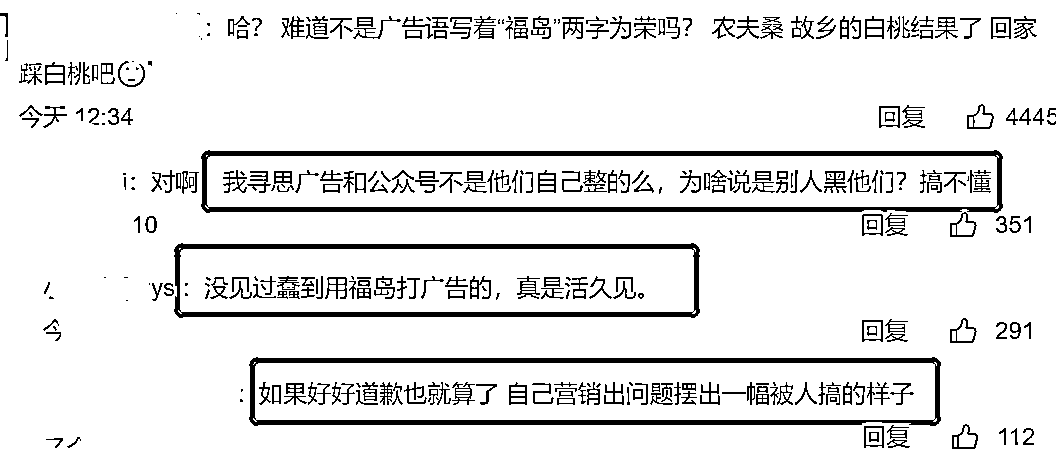 ：哈？ 难道不是广告语写着“福岛”两字为荣吗？ 农夫桑 故乡的白桃结果了 回家
踩白桃吧
今天 12:34 回复 4445
i：对啊 我寻思广告和公众号不是他们自己整的么，为啥说是别人黑他们？搞不懂
10 回复 351
ys：没见过蠢到用福岛打广告的，真是活久见。
今 回复 291
：如果好好道歉也就算了 自己营销出问题摆出一幅被人搞的样子
回复 112